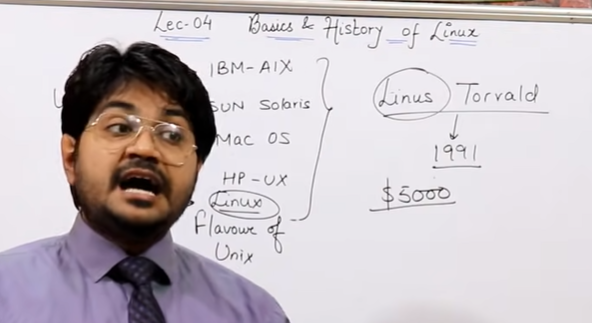 Lec-04 Basics & History of Linux
IBM-AIX
SUN Solaris
Mac OS
HP-UX
Linux
Flavour of
Unix
Linus Torvald
1991
$5000